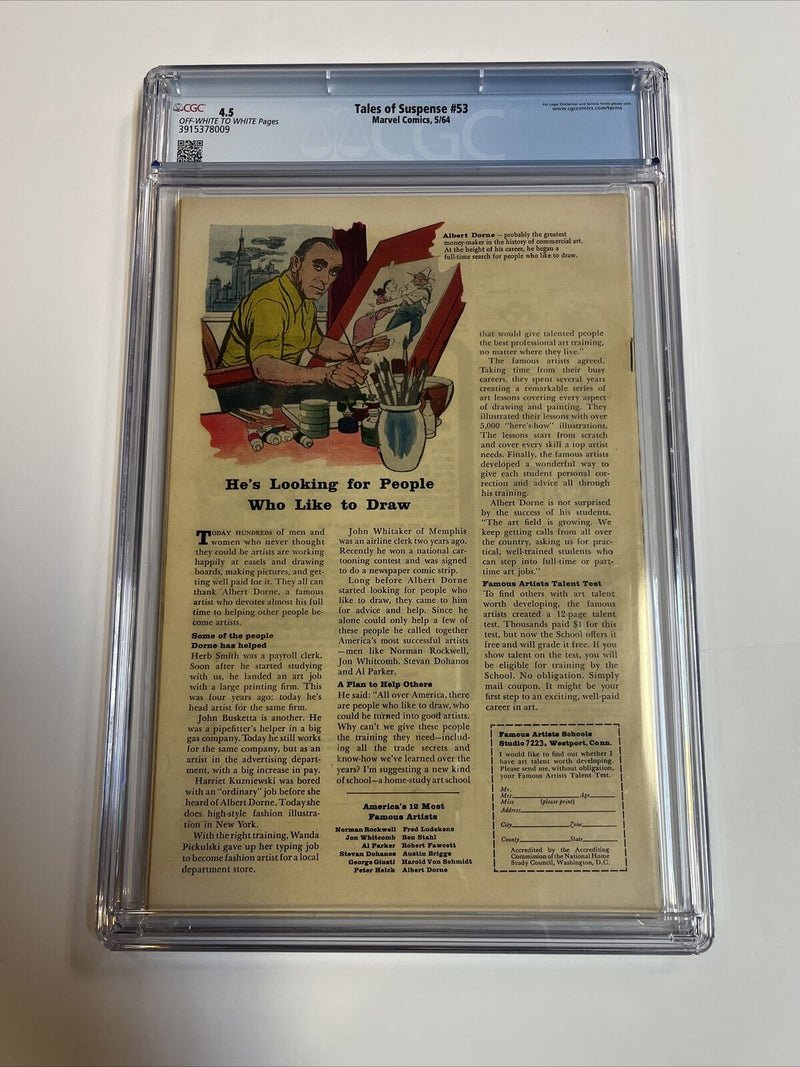 CGC 4.5
OFF-WHITE TO WHITE Pages
3915378009
Tales of Suspense #53
Marvel Comics, 5/64
For Legal Disclaimer and Service Terms please visit
www.cgccomics.com/terms
CGC
Albert Dorne — probably the greatest
money-maker in the history of commercial art.
At the height of his career, he began a
full-time search for people who like to draw.
He's Looking for People
Who Like to Draw
TODAY HUNDREDS of men and
women who never thought
they could be artists are working
happily at easels and drawing
boards, making pictures, and get-
ting well paid for it. They all can
thank Albert Dorne, a famous
artist who devotes almost his full
time to helping other people be-
come artists.
Some of the people
Dorne has helped
Herb Smith was a payroll clerk.
Soon after he started studying
with us, he landed an art job
with a large printing firm. This
was four years ago; today he's
head artist for the same firm.
John Busketta is another. He
was a pipefitter's helper in a big
gas company. Today he still works
for the same company, but as an
artist in the advertising depart-
ment, with a big increase in pay.
Harriet Kuzniewski was bored
with an "ordinary" job before she
heard of Albert Dorne. Today she
does high-style fashion illustra-
tion in New York.
With the right training, Wanda
Pickulski gave up her typing job
to become fashion artist for a local
department store.
John Whitaker of Memphis
was an airline clerk two years ago.
Recently he won a national car-
tooning contest and was signed
to do a newspaper comic strip.
Long before Albert Dorne
started looking for people who
like to draw, they came to him
for advice and help. Since he
alone could only help a few of
these people he called together
America's most successful artists
—men like Norman Rockwell,
Jon Whitcomb, Stevan Dohanos
and Al Parker.
A Plan to Help Others
He said: "All over America, there
are people who like to draw, who
could be turned into good artists.
Why can't we give these people
the training they need—includ-
ing all the trade secrets and
know-how we've learned over the
years? I'm suggesting a new kind
of school—a home-study art school
America's 12 Most
Famous Artists
Norman Rockwell Fred Ludekens
Jon Whitcomb Ben Stahl
Al Parker Robert Fawcett
Stevan Dohanos Austin Briggs
George Giusti Harold Von Schmidt
Peter Helck Albert Dorne
that would give talented people
the best professional art training,
no matter where they live."
The famous artists agreed.
Taking time from their busy
careers, they spent several years
creating a remarkable series of
art lessons covering every aspect
of drawing and painting. They
illustrated their lessons with over
5,000 "here's-how" illustrations.
The lessons start from scratch
and cover every skill a top artist
needs. Finally, the famous artists
developed a wonderful way to
give each student personal cor-
rection and advice all through
his training.
Albert Dorne is not surprised
by the success of his students.
"The art field is growing. We
keep getting calls from all over
the country, asking us for prac-
tical, well-trained students who
can step into full-time or part-
time art jobs."
Famous Artists Talent Test
To find others with art talent
worth developing, the famous
artists created a 12-page talent
test. Thousands paid $1 for this
test, but now the School offers it
free and will grade it free. If you
show talent on the test, you will
be eligible for training by the
School. No obligation. Simply
mail coupon. It might be your
first step to an exciting, well-paid
career in art.
Famous Artists Schools
Studio 7223, Westport, Conn.
I would like to find out whether I
have art talent worth developing.
Please send me, without obligation,
your Famous Artists Talent Test.
Mr.
Mrs. Age
Miss (please print)
Address
City Zone
County State
Accredited by the Accrediting
Commission of the National Home
Study Council, Washington, D.C.